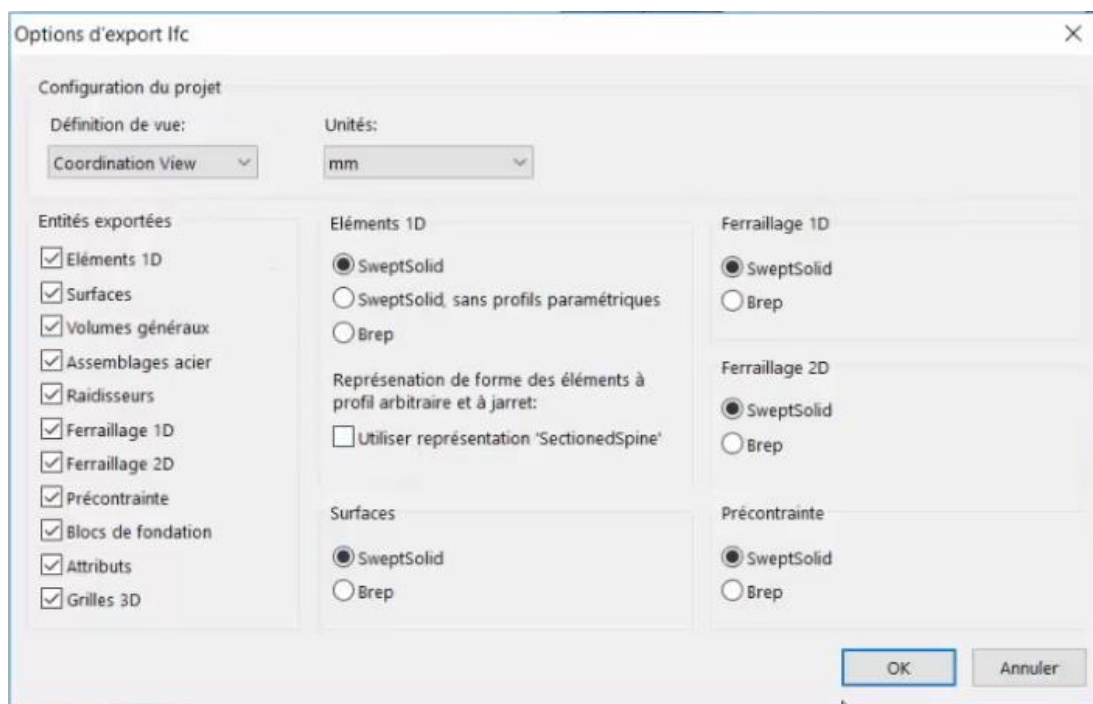 Options d'export Ifc
Configuration du projet
Définition de vue:
Unités:
Coordination View
mm
Entités exportées
Eléments 1D
Surfaces
Volumes généraux
Assemblages acier
Raidisseurs
Ferraillage 1D
Ferraillage 2D
Précontrainte
Blocs de fondation
Attributs
Grilles 3D
Eléments 1D
SweptSolid
SweptSolid, sans profils paramétriques
Brep
Représenation de forme des éléments à
profil arbitraire et à jarret:
Utiliser représentation 'SectionedSpine'
Surfaces
SweptSolid
Brep
Ferraillage 1D
SweptSolid
Brep
Ferraillage 2D
SweptSolid
Brep
Précontrainte
SweptSolid
Brep
OK
Annuler